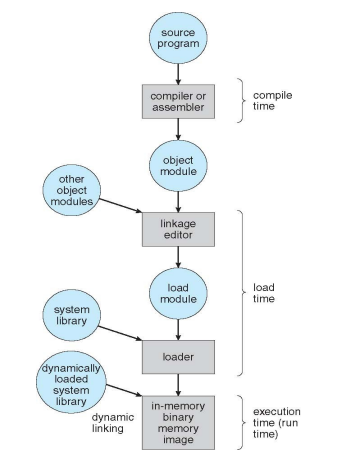 source
program
compiler or
assembler
compile
time
object
module
other
object
modules
linkage
editor
load
module
load
time
system
library
loader
dynamically
loaded
system
library
dynamic
linking
in-memory
binary
memory
image
execution
time (run
time)